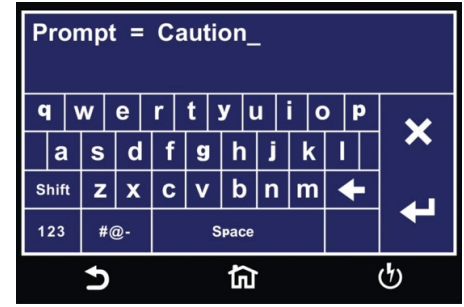 Prompt = Caution_
q w e r t y u i o p
a s d f g h j k l
Shift z x c v b n m
123 #@- Space